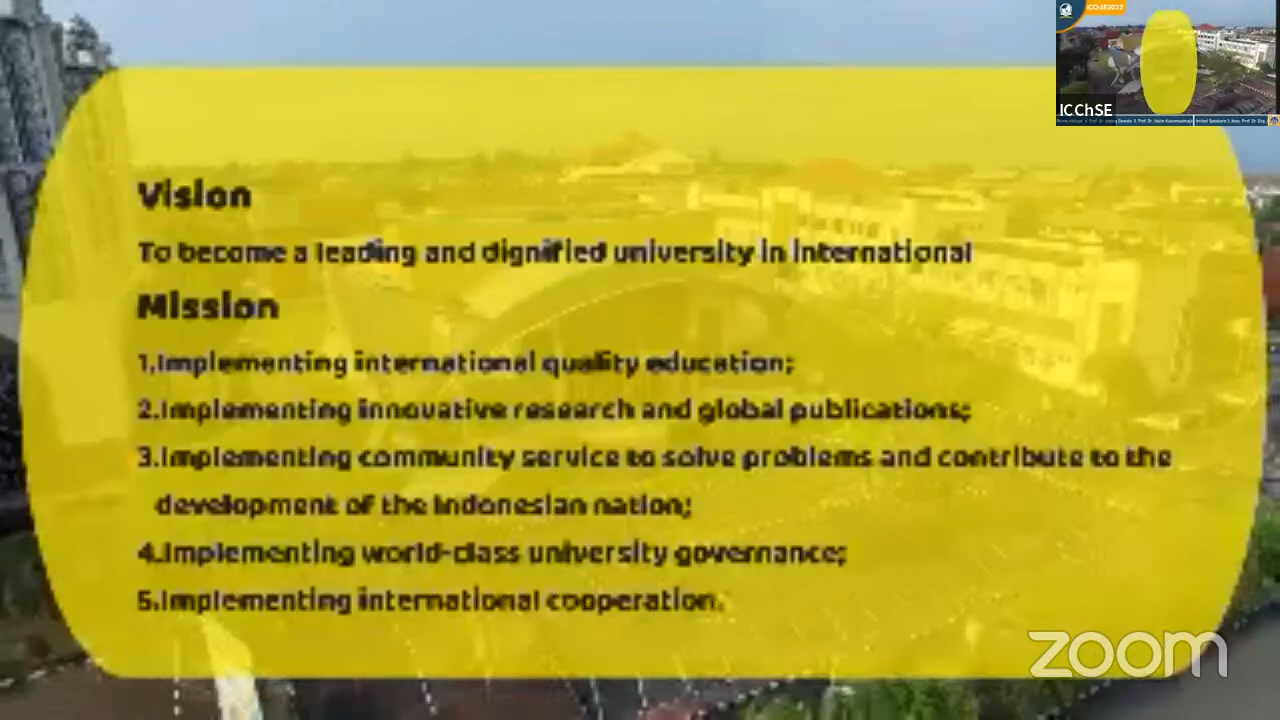 ICChSE2022
ICChSE
Vision
To become a leading and dignified university in international
Mission
1.Implementing international quality education;
2.Implementing innovative research and global publications;
3.Implementing community service to solve problems and contribute to the
development of the Indonesian nation;
4.Implementing world-class university governance;
5.Implementing international cooperation.
zoom